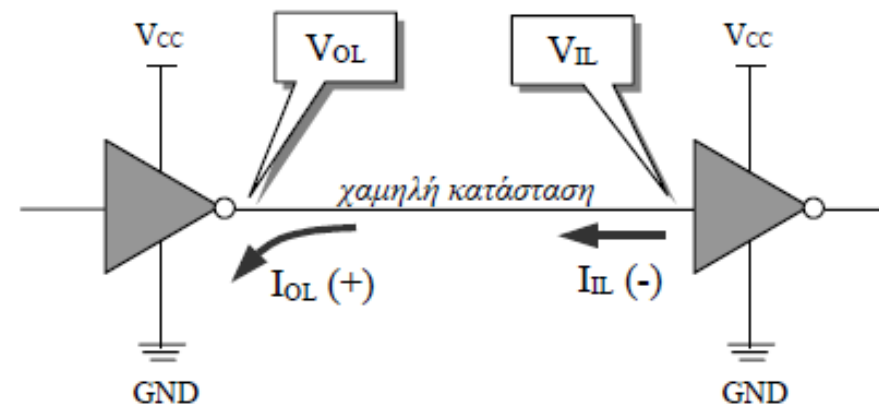 VCC
VOL
VIL
VCC
χαμηλή κατάσταση
IOL (+)
IIL (-)
GND
GND